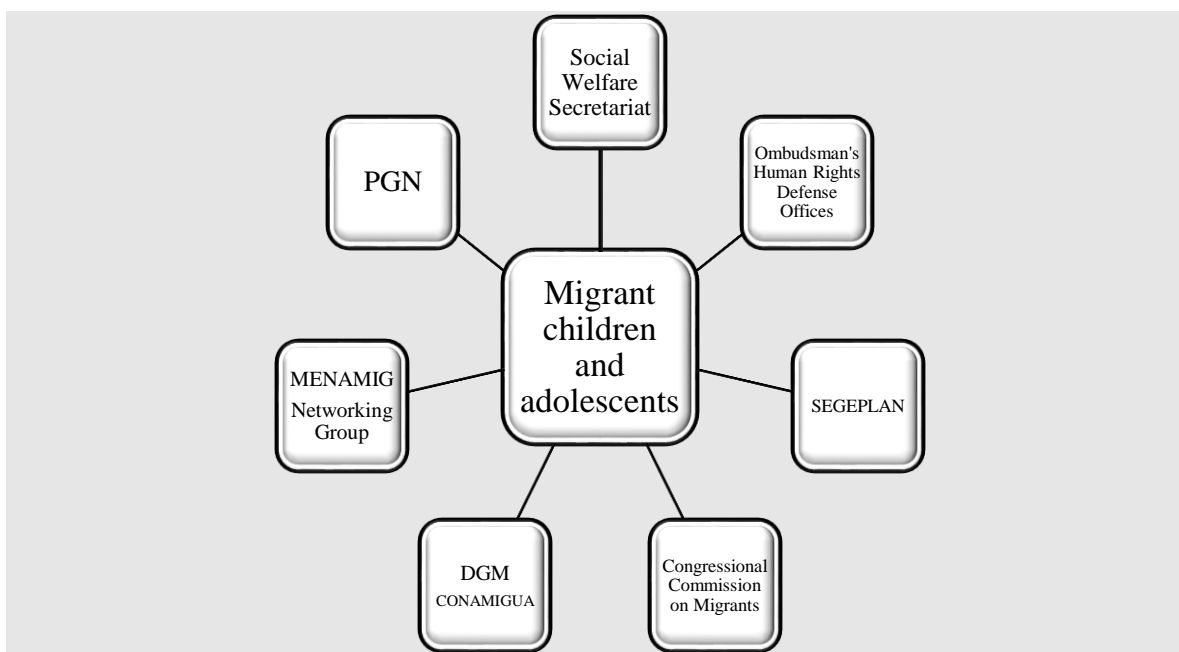 Social
Welfare
Secretariat
PGN
Ombudsman's
Human Rights
Defense
Offices
Migrant
children
and
adolescents
MENAMIG
Networking
Group
SEGEPLAN
DGM
CONAMIGUA
Congressional
Commission
on Migrants